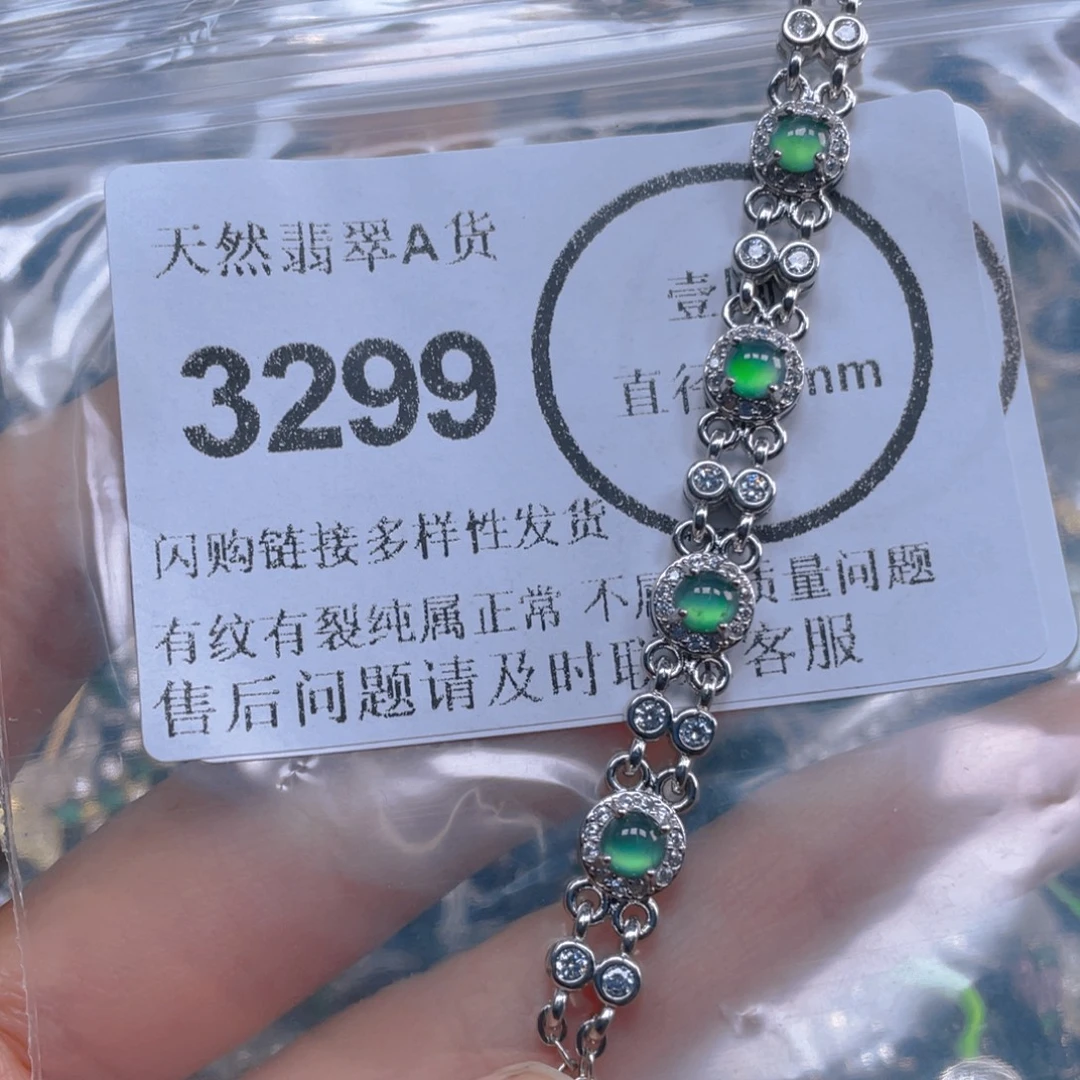 天然翡翠A货
3299
壹
直径 mm
闪购链接多样性发货
有纹有裂纯属正常 不属 质量问题
售后问题请及时联 客服